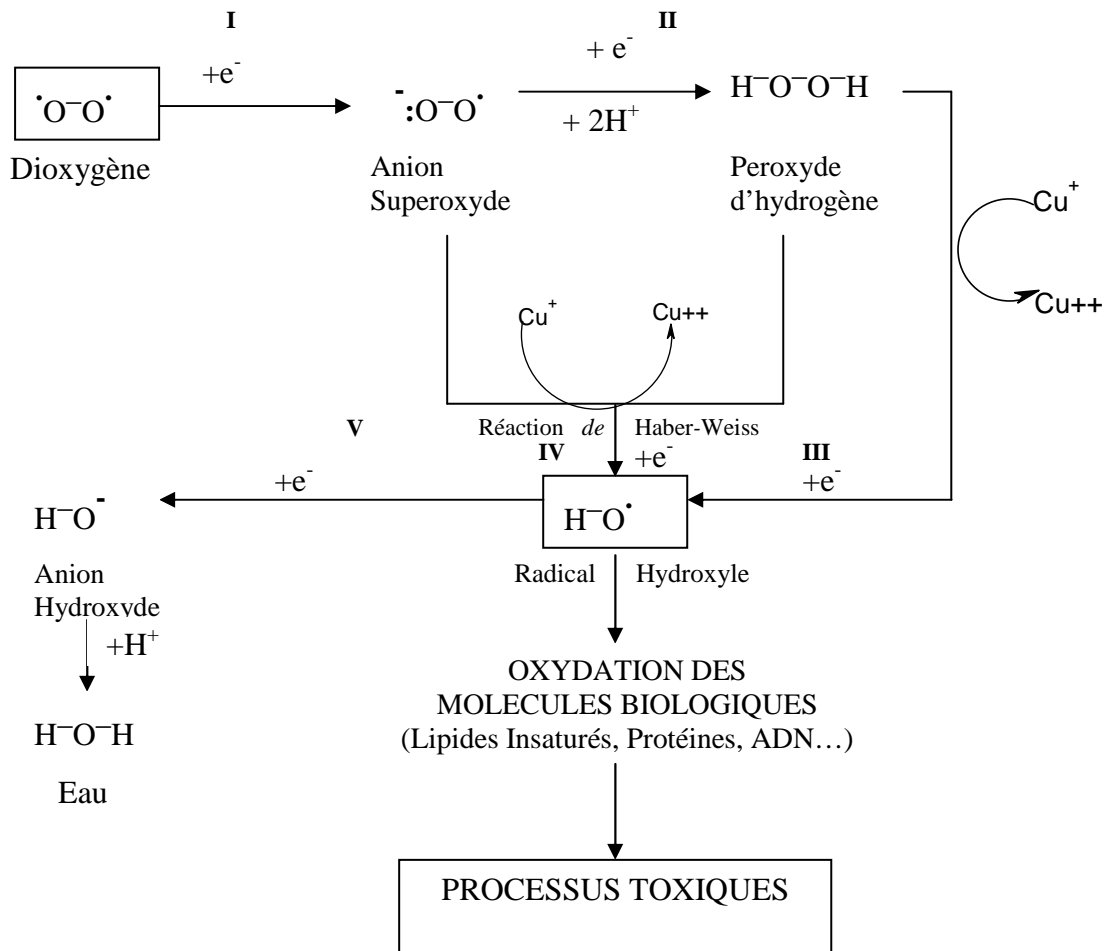 I
II
+e-
+ e-
•O–O•
-:O–O•
H–O–O–H
+ 2H+
Dioxygène
Anion
Superoxyde
Peroxyde
d'hydrogène
Cu+
Cu++
Cu+
Cu++
V
Réaction de Haber-Weiss
IV
+e-
III
+e-
+e-
H–O-
H–O•
Anion
Hydroxyde
Radical Hydroxyle
+H+
H–O–H
Eau
OXYDATION DES
MOLECULES BIOLOGIQUES
(Lipides Insaturés, Protéines, ADN…)
PROCESSUS TOXIQUES